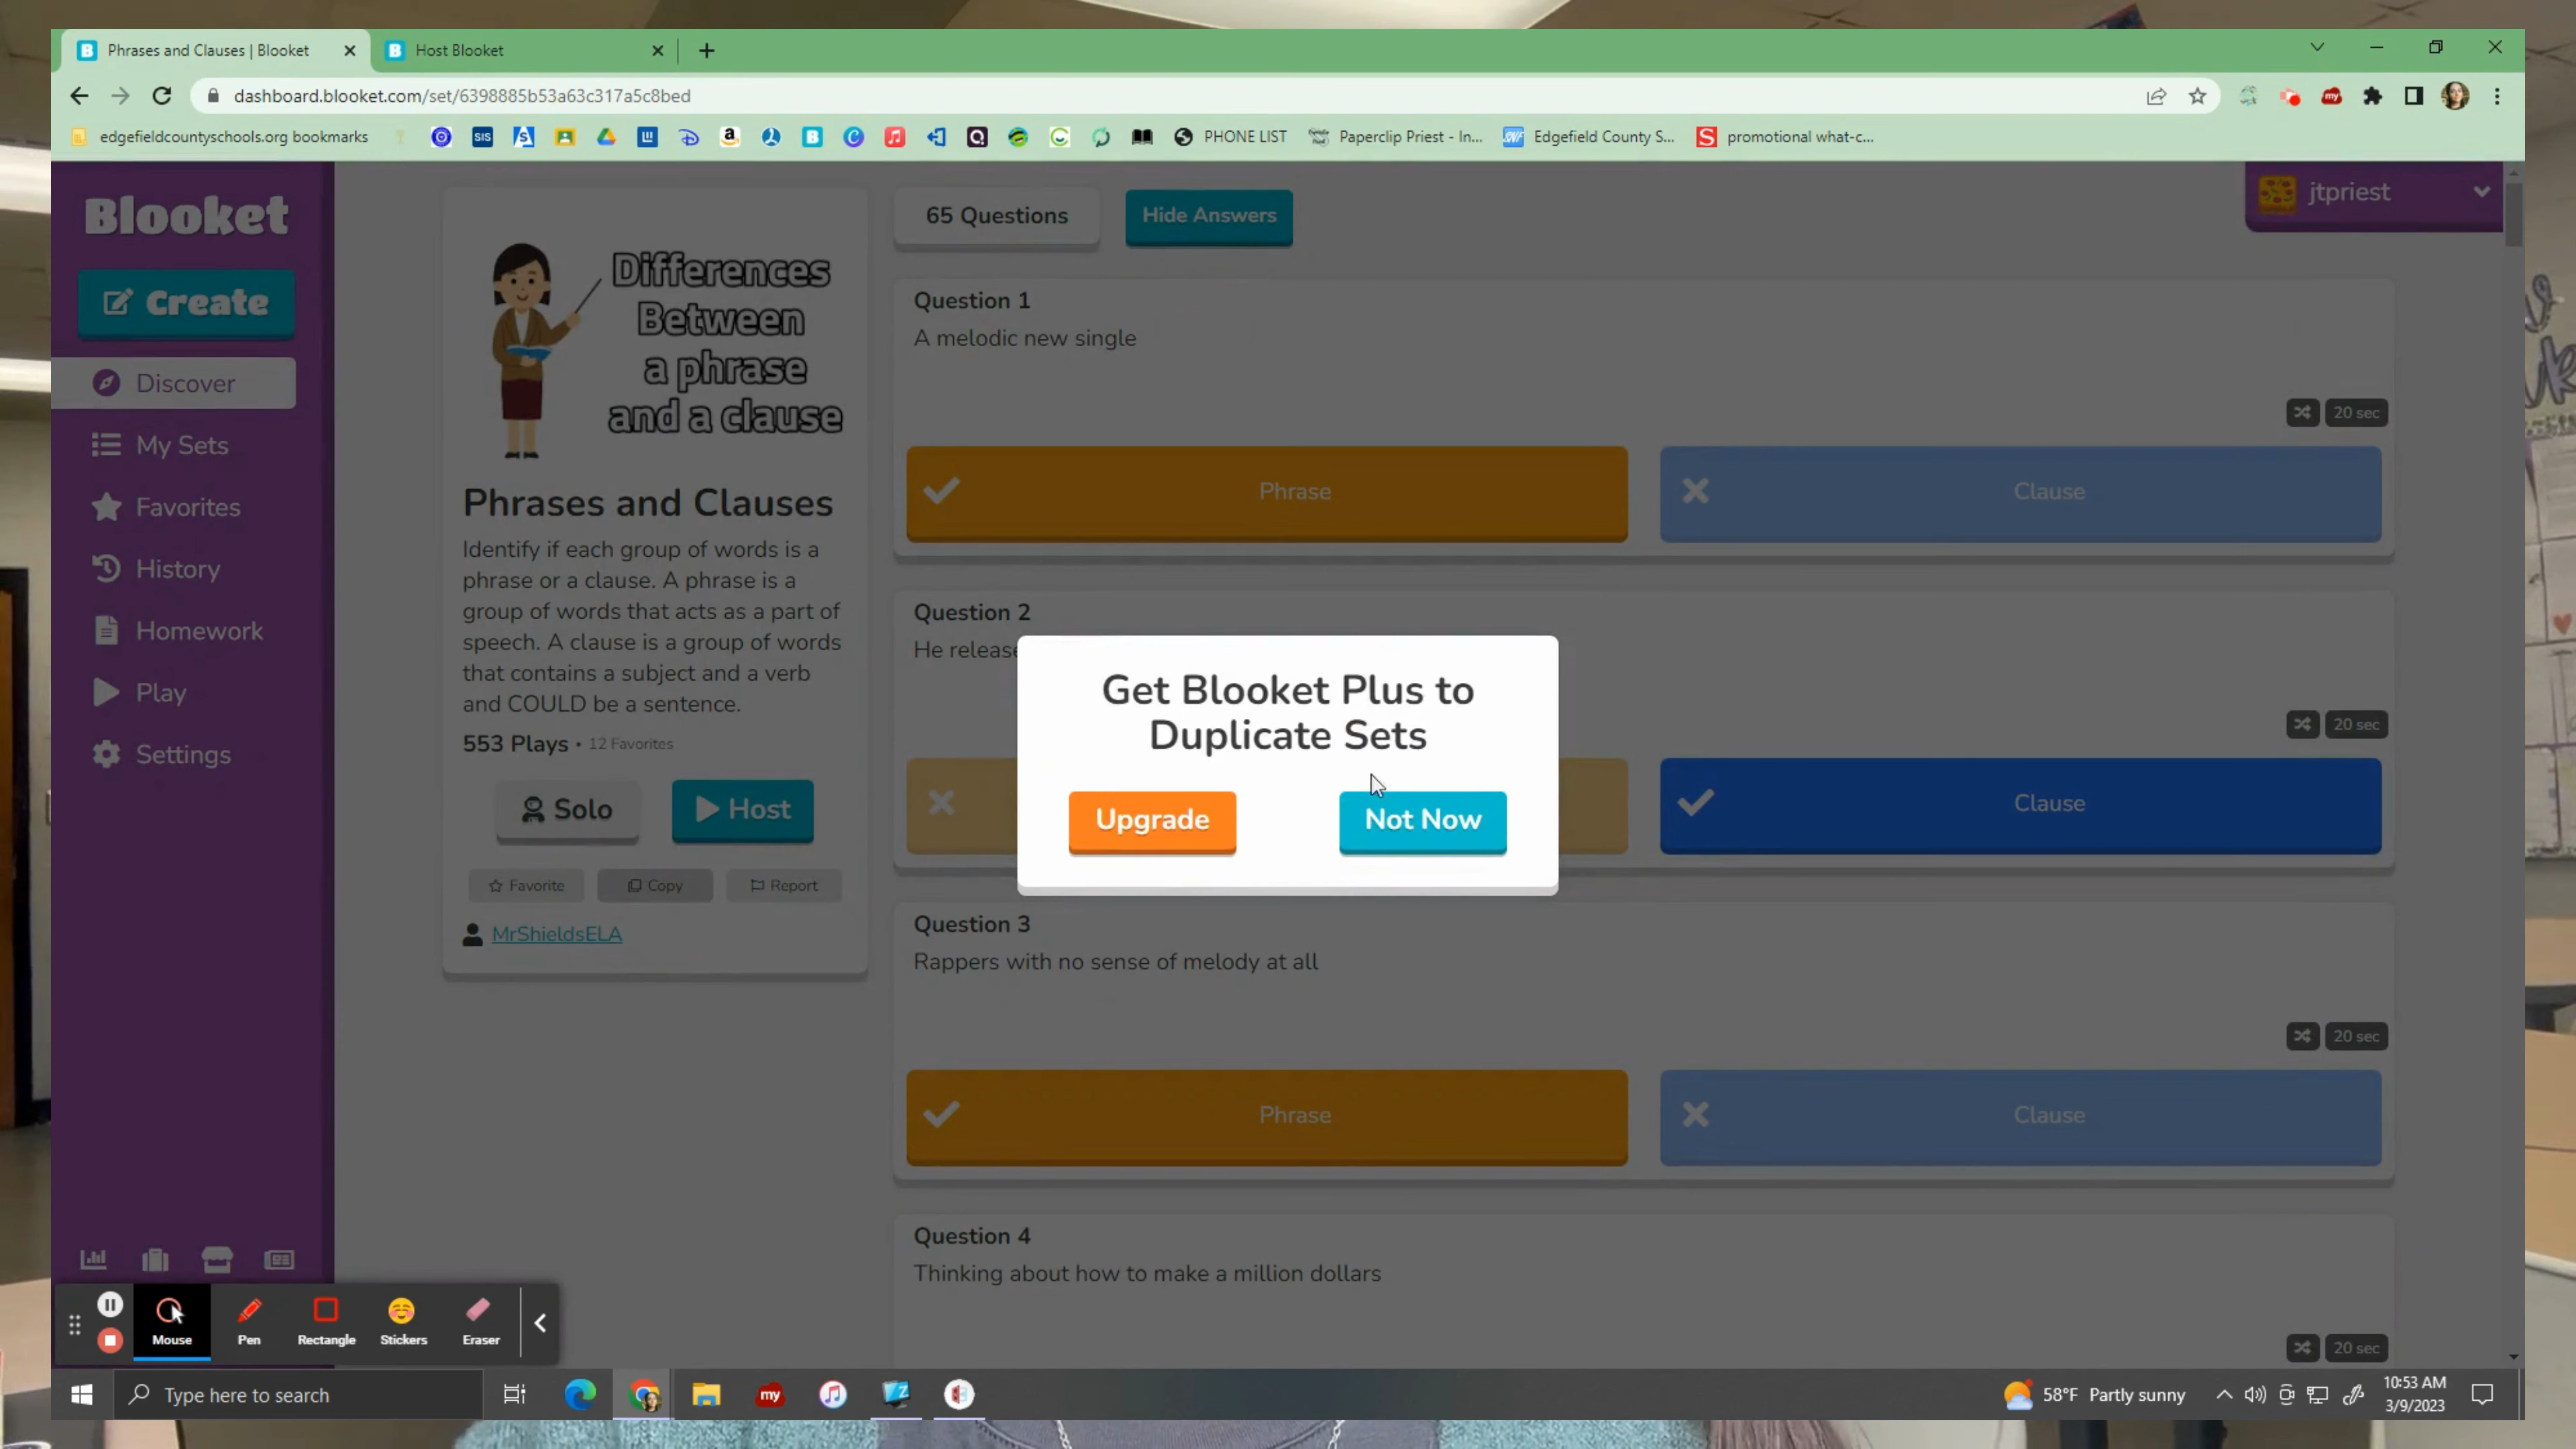 Phrases and Clauses | Blooket
Host Blooket
dashboard.blooket.com/set/6398885b53a63c317a5c8bed
edgefieldcountyschools.org bookmarks
SIS
my
PHONE LIST
Paperclip Priest - In...
Edgefield County S...
promotional what-c...
Blooket
Create
Discover
My Sets
Favorites
History
Homework
Play
Settings
Differences
Between
a phrase
and a clause
Phrases and Clauses
Identify if each group of words is a
phrase or a clause. A phrase is a
group of words that acts as a part of
speech. A clause is a group of words
that contains a subject and a verb
and COULD be a sentence.
553 Plays • 12 Favorites
Solo
Host
Favorite
Copy
Report
MrShieldsELA
65 Questions
Hide Answers
jtpriest
Question 1
A melodic new single
20 sec
Phrase
Clause
Question 2
He release
20 sec
Clause
Get Blooket Plus to
Duplicate Sets
Upgrade
Not Now
Question 3
Rappers with no sense of melody at all
20 sec
Phrase
Clause
Question 4
Thinking about how to make a million dollars
20 sec
Mouse
Pen
Rectangle
Stickers
Eraser
Type here to search
my
58°F Partly sunny
10:53 AM
3/9/2023